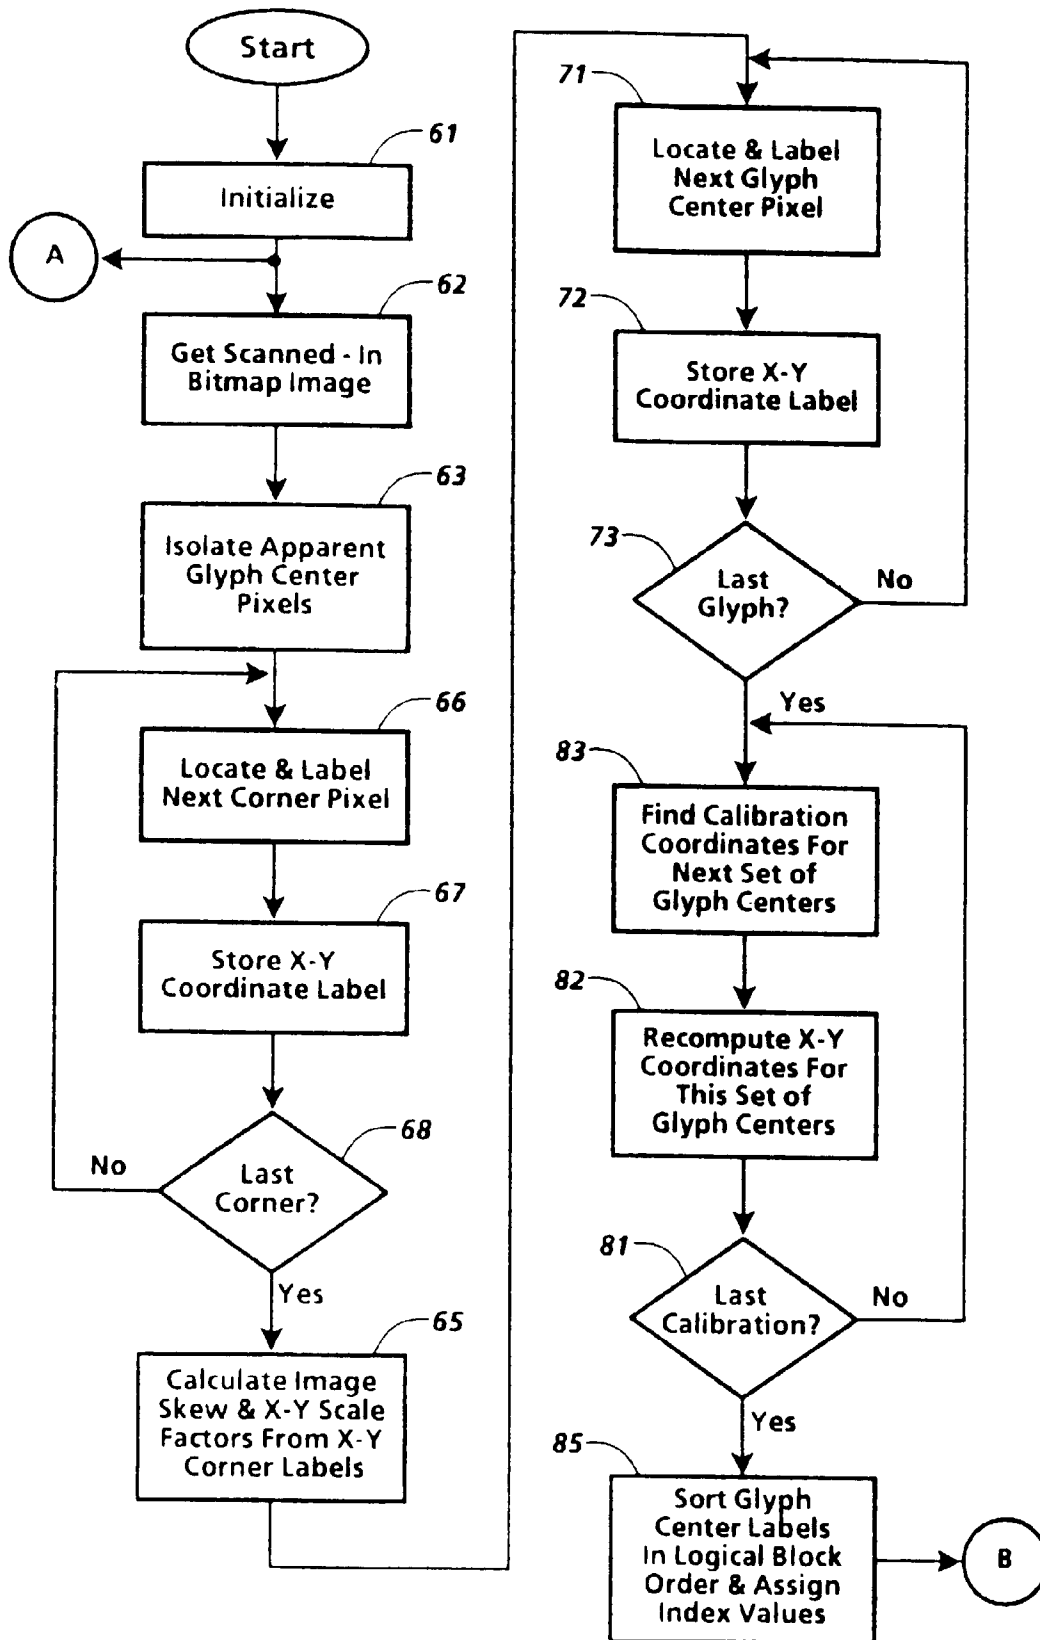 Start
61
Initialize
A
62
Get Scanned - In
Bitmap Image
63
Isolate Apparent
Glyph Center
Pixels
66
Locate & Label
Next Corner Pixel
67
Store X-Y
Coordinate Label
68
Last
Corner?
No
Yes
65
Calculate Image
Skew & X-Y Scale
Factors From X-Y
Corner Labels
71
Locate & Label
Next Glyph
Center Pixel
72
Store X-Y
Coordinate Label
73
Last
Glyph?
No
Yes
83
Find Calibration
Coordinates For
Next Set of
Glyph Centers
82
Recompute X-Y
Coordinates For
This Set of
Glyph Centers
81
Last
Calibration?
No
Yes
85
Sort Glyph
Center Labels
In Logical Block
Order & Assign
Index Values
B